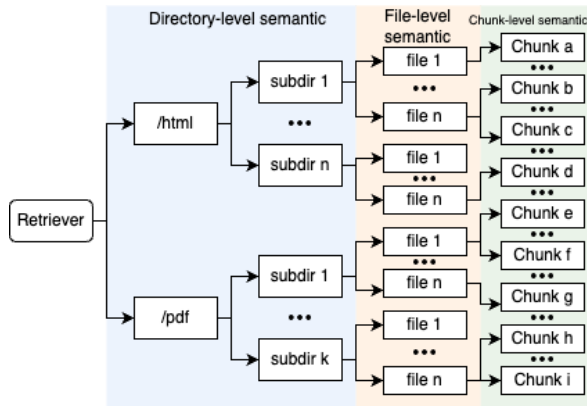 Directory-level semantic
File-level
semantic
Chunk-level semantic
Retriever
/html
/pdf
subdir 1
•••
subdir n
subdir 1
•••
subdir k
file 1
•••
file n
file 1
•••
file n
file 1
•••
file n
file 1
•••
file n
Chunk a
•••
Chunk b
•••
Chunk c
•••
Chunk d
•••
Chunk e
•••
Chunk f
•••
Chunk g
•••
Chunk h
•••
Chunk i